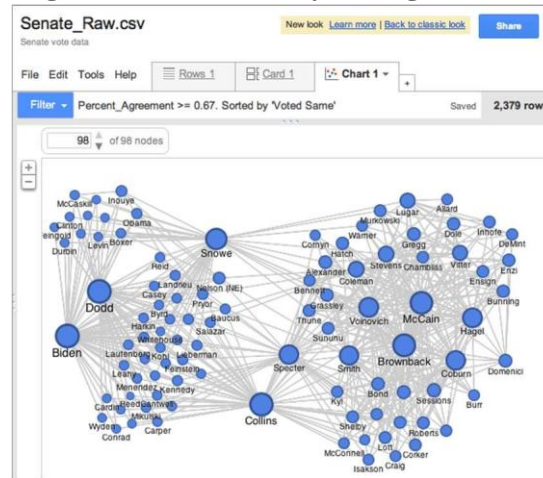 Senate_Raw.csv
New look Learn more | Back to classic look
Share
Senate vote data
File Edit Tools Help
Rows 1
Card 1
Chart 1
+
Filter
Percent_Agreement >= 0.67. Sorted by 'Voted Same'
Saved
2,379 row
98 of 98 nodes
+
−
McCaskill
Inouye
Clinton
Obama
eingold
Durbin
Levin
Boxer
Snowe
Reid
Landrieu
Nelson (NE)
Dodd
Casey
Pryor
Byrd
Baucus
Harkin
Salazar
Biden
Whitehouse
Lautenberg
Kohl
Lieberman
Leahy
Feinstein
Menendez
Kennedy
Cardin
Reed
Cantwell
Mikulski
Wyden
Conrad
Carper
Collins
Specter
Lugar
Allard
Murkowski
Warner
Dole
Inhofe
Cornyn
Hatch
Gregg
DeMint
Alexander
Stevens
Chambliss
Vitter
Enzi
Bennett
Coleman
Ensign
Grassley
Bunning
Thune
Voinovich
McCain
Hagel
Sununu
Smith
Brownback
Coburn
Domenici
Kyl
Bond
Sessions
Burr
Shelby
Roberts
McConnell
Lott
Corker
Isakson
Craig